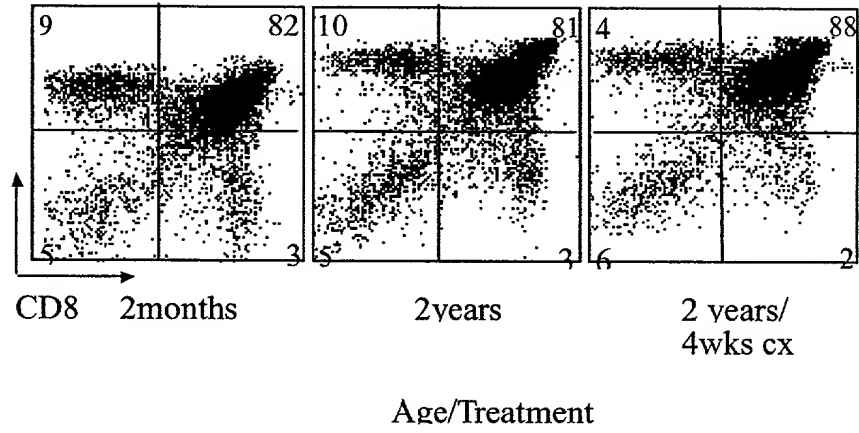 9 82 10 81 4 88
5 3 5 2 6 2
CD8 2months 2years 2 years/
4wks cx
Age/Treatment